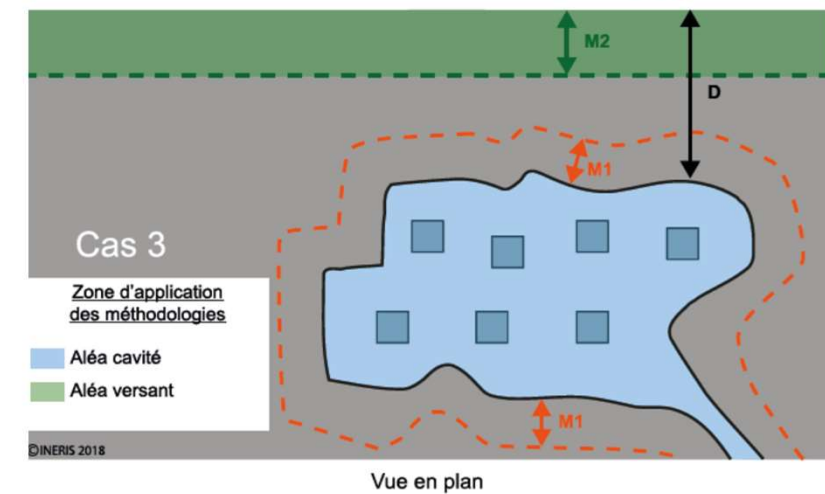 M2
D
M1
Cas 3
Zone d'application
des méthodologies
Aléa cavité
Aléa versant
M1
©INERIS 2018
Vue en plan